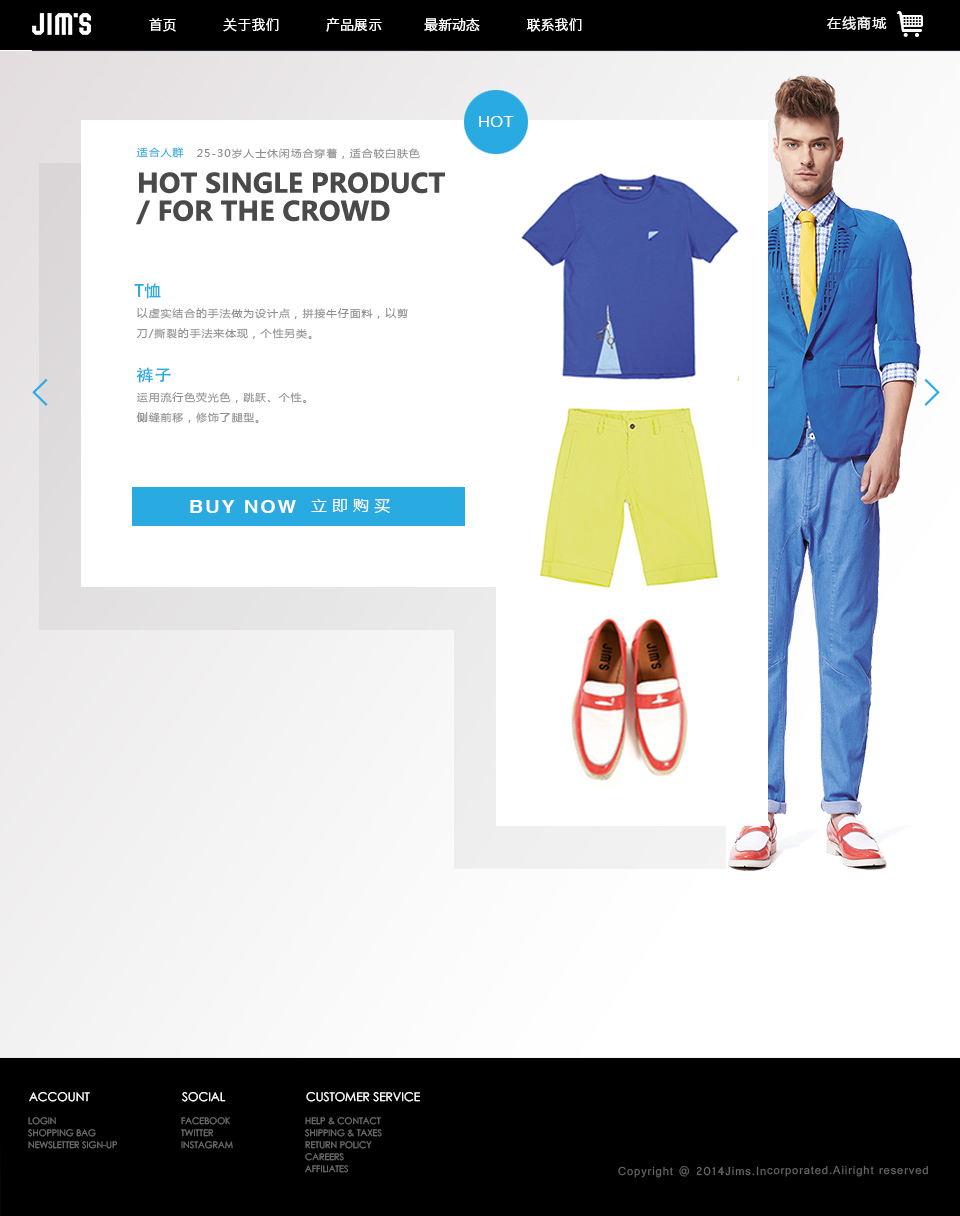 JIM'S 首页 关于我们 产品展示 最新动态 联系我们 在线商城
HOT
适合人群 25-30岁人士休闲场合穿着，适合较白肤色
HOT SINGLE PRODUCT
/ FOR THE CROWD
T恤
以虚实结合的手法做为设计点，拼接牛仔面料，以剪
刀/撕裂的手法来体现，个性另类。
裤子
运用流行色荧光色，跳跃、个性。
侧缝前移，修饰了腿型。
BUY NOW 立即购买
JIM'S JIM'S
ACCOUNT
LOGIN
SHOPPING BAG
NEWSLETTER SIGN-UP
SOCIAL
FACEBOOK
TWITTER
INSTAGRAM
CUSTOMER SERVICE
HELP & CONTACT
SHIPPING & TAXES
RETURN POLICY
CAREERS
AFFILIATES
Copyright @ 2014Jims.Incorporated.Aiiright reserved